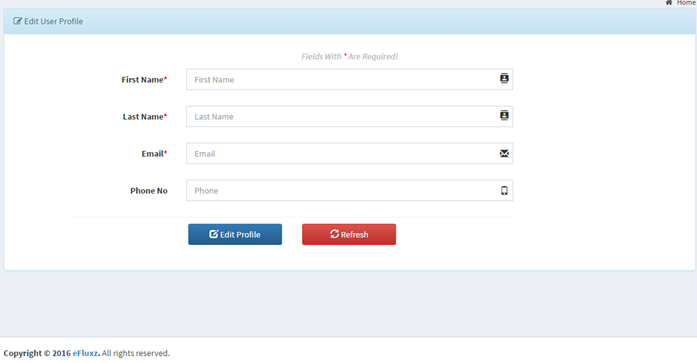 Home
Edit User Profile
Fields With * Are Required!
First Name* First Name
Last Name* Last Name
Email* Email
Phone No Phone
Edit Profile Refresh
Copyright © 2016 eFluxz. All rights reserved.